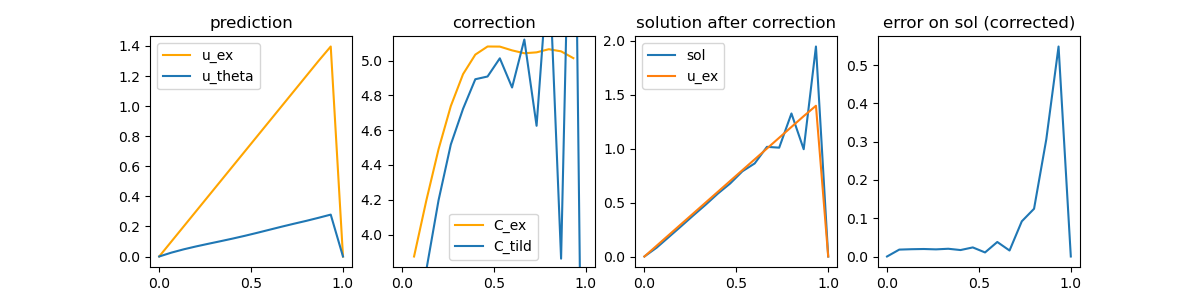 prediction
1.4
1.2
1.0
0.8
0.6
0.4
0.2
0.0
u_ex
u_theta
0.0 0.5 1.0
correction
5.0
4.8
4.6
4.4
4.2
4.0
C_ex
C_tild
0.0 0.5 1.0
solution after correction
2.0
1.5
1.0
0.5
0.0
sol
u_ex
0.0 0.5 1.0
error on sol (corrected)
0.5
0.4
0.3
0.2
0.1
0.0
0.0 0.5 1.0